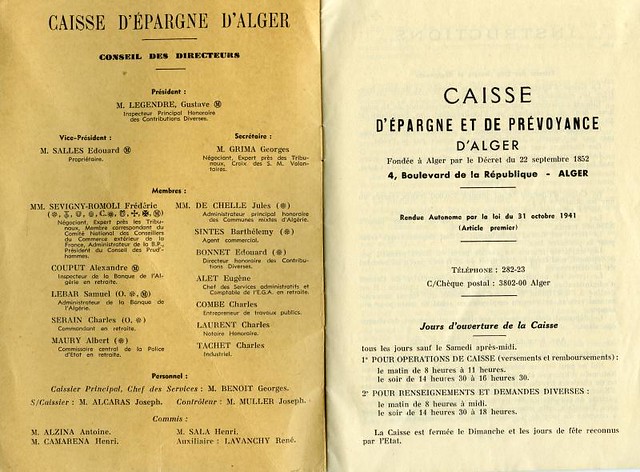 CAISSE D'ÉPARGNE D'ALGER
CONSEIL DES DIRECTEURS
Président :
M. LEGENDRE, Gustave
Inspecteur Principal Honoraire
des Contributions Diverses.
Vice-Président :
M. SALLES Edouard
Propriétaire.
Secrétaire :
M. GRIMA Georges
Négociant, Expert près des Tribu-
naux, Croix des S. M. Volon-
taires.
Membres :
MM. SEVIGNY-ROMOLI Frédéric
Négociant, Expert près les Tribu-
naux, Membre correspondant du
Comité National des Conseillers
du Commerce extérieur de la
France, Administrateur de la B.P.,
Président du Conseil des Prud'-
hommes.
COUPUT Alexandre
Inspecteur de la Banque de l'Al-
gérie en retraite.
LEBAR Samuel (O.
Administrateur de la Banque de
l'Algérie.
SERAIN Charles (O.
Commandant en retraite.
MAURY Albert
Commissaire central de la Police
d'Etat en retraite.
MM. DE CHELLE Jules
Administrateur principal honoraire
des Communes mixtes d'Algérie.
SINTES Barthélemy
Agent commercial.
BONNET Edouard
Directeur honoraire des Contribu-
tions Diverses.
ALET Eugène
Chef des Services administratifs et
Comptable de l'E.G.A. en retraite.
COMBE Charles
Entrepreneur de travaux publics.
LAURENT Charles
Notaire Honoraire.
TACHET Charles
Industriel.
Personnel :
Caissier Principal, Chef des Services : M. BENOIT Georges.
S/Caissier : M. ALCARAS Joseph. Contrôleur : M. MULLER Joseph.
Commis :
M. ALZINA Antoine.
M. CAMARENA Henri.
M. SALA Henri.
Auxiliaire : LAVANCHY René.
CAISSE
D'ÉPARGNE ET DE PRÉVOYANCE
D'ALGER
Fondée à Alger par le Décret du 22 septembre 1852
4, Boulevard de la République - ALGER
Rendue Autonome par la loi du 31 octobre 1941
(Article premier)
TÉLÉPHONE : 282-23
C/Chèque postal : 3802-00 Alger
Jours d'ouverture de la Caisse
tous les jours sauf le Samedi après-midi.
1° POUR OPERATIONS DE CAISSE (versements et remboursements) :
le matin de 8 heures à 11 heures.
le soir de 14 heures 30 à 16 heures 30.
2° POUR RENSEIGNEMENTS ET DEMANDES DIVERSES :
le matin de 8 heures à midi.
le soir de 14 heures 30 à 18 heures.
La Caisse est fermée le Dimanche et les jours de fête reconnus
par l'Etat.